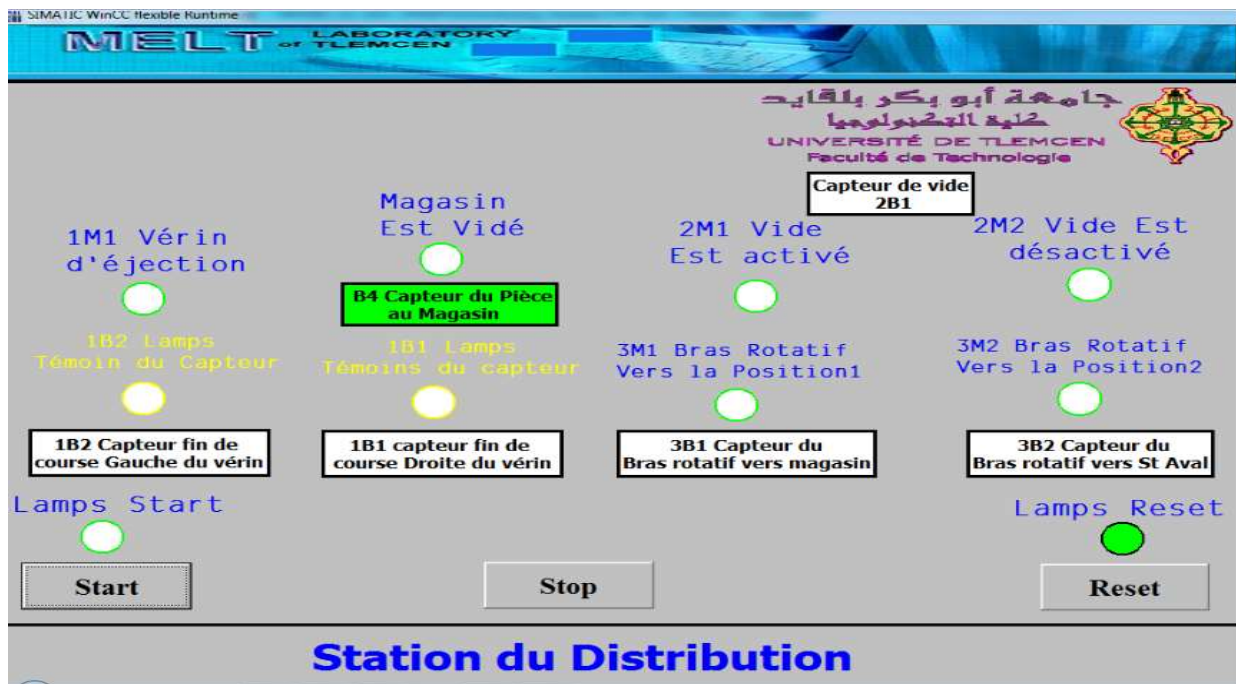 SIMATIC WinCC flexible Runtime
MELT of LABORATORY
TLEMCEN
جامعة أبو بكر بلقايد
كلية التكنولوجيا
UNIVERSITÉ DE TLEMCEN
Faculté de Technologie
Capteur de vide
2B1
Magasin
Est Vidé
1M1 Vérin
d'éjection
2M1 Vide
Est activé
2M2 Vide Est
désactivé
B4 Capteur du Pièce
au Magasin
1B2 Lamps
Témoin du Capteur
1B1 Lamps
Témoins du capteur
3M1 Bras Rotatif
Vers la Position1
3M2 Bras Rotatif
Vers la Position2
1B2 Capteur fin de
course Gauche du vérin
1B1 capteur fin de
course Droite du vérin
3B1 Capteur du
Bras rotatif vers magasin
3B2 Capteur du
Bras rotatif vers St Aval
Lamps Start
Lamps Reset
Start
Stop
Reset
Station du Distribution